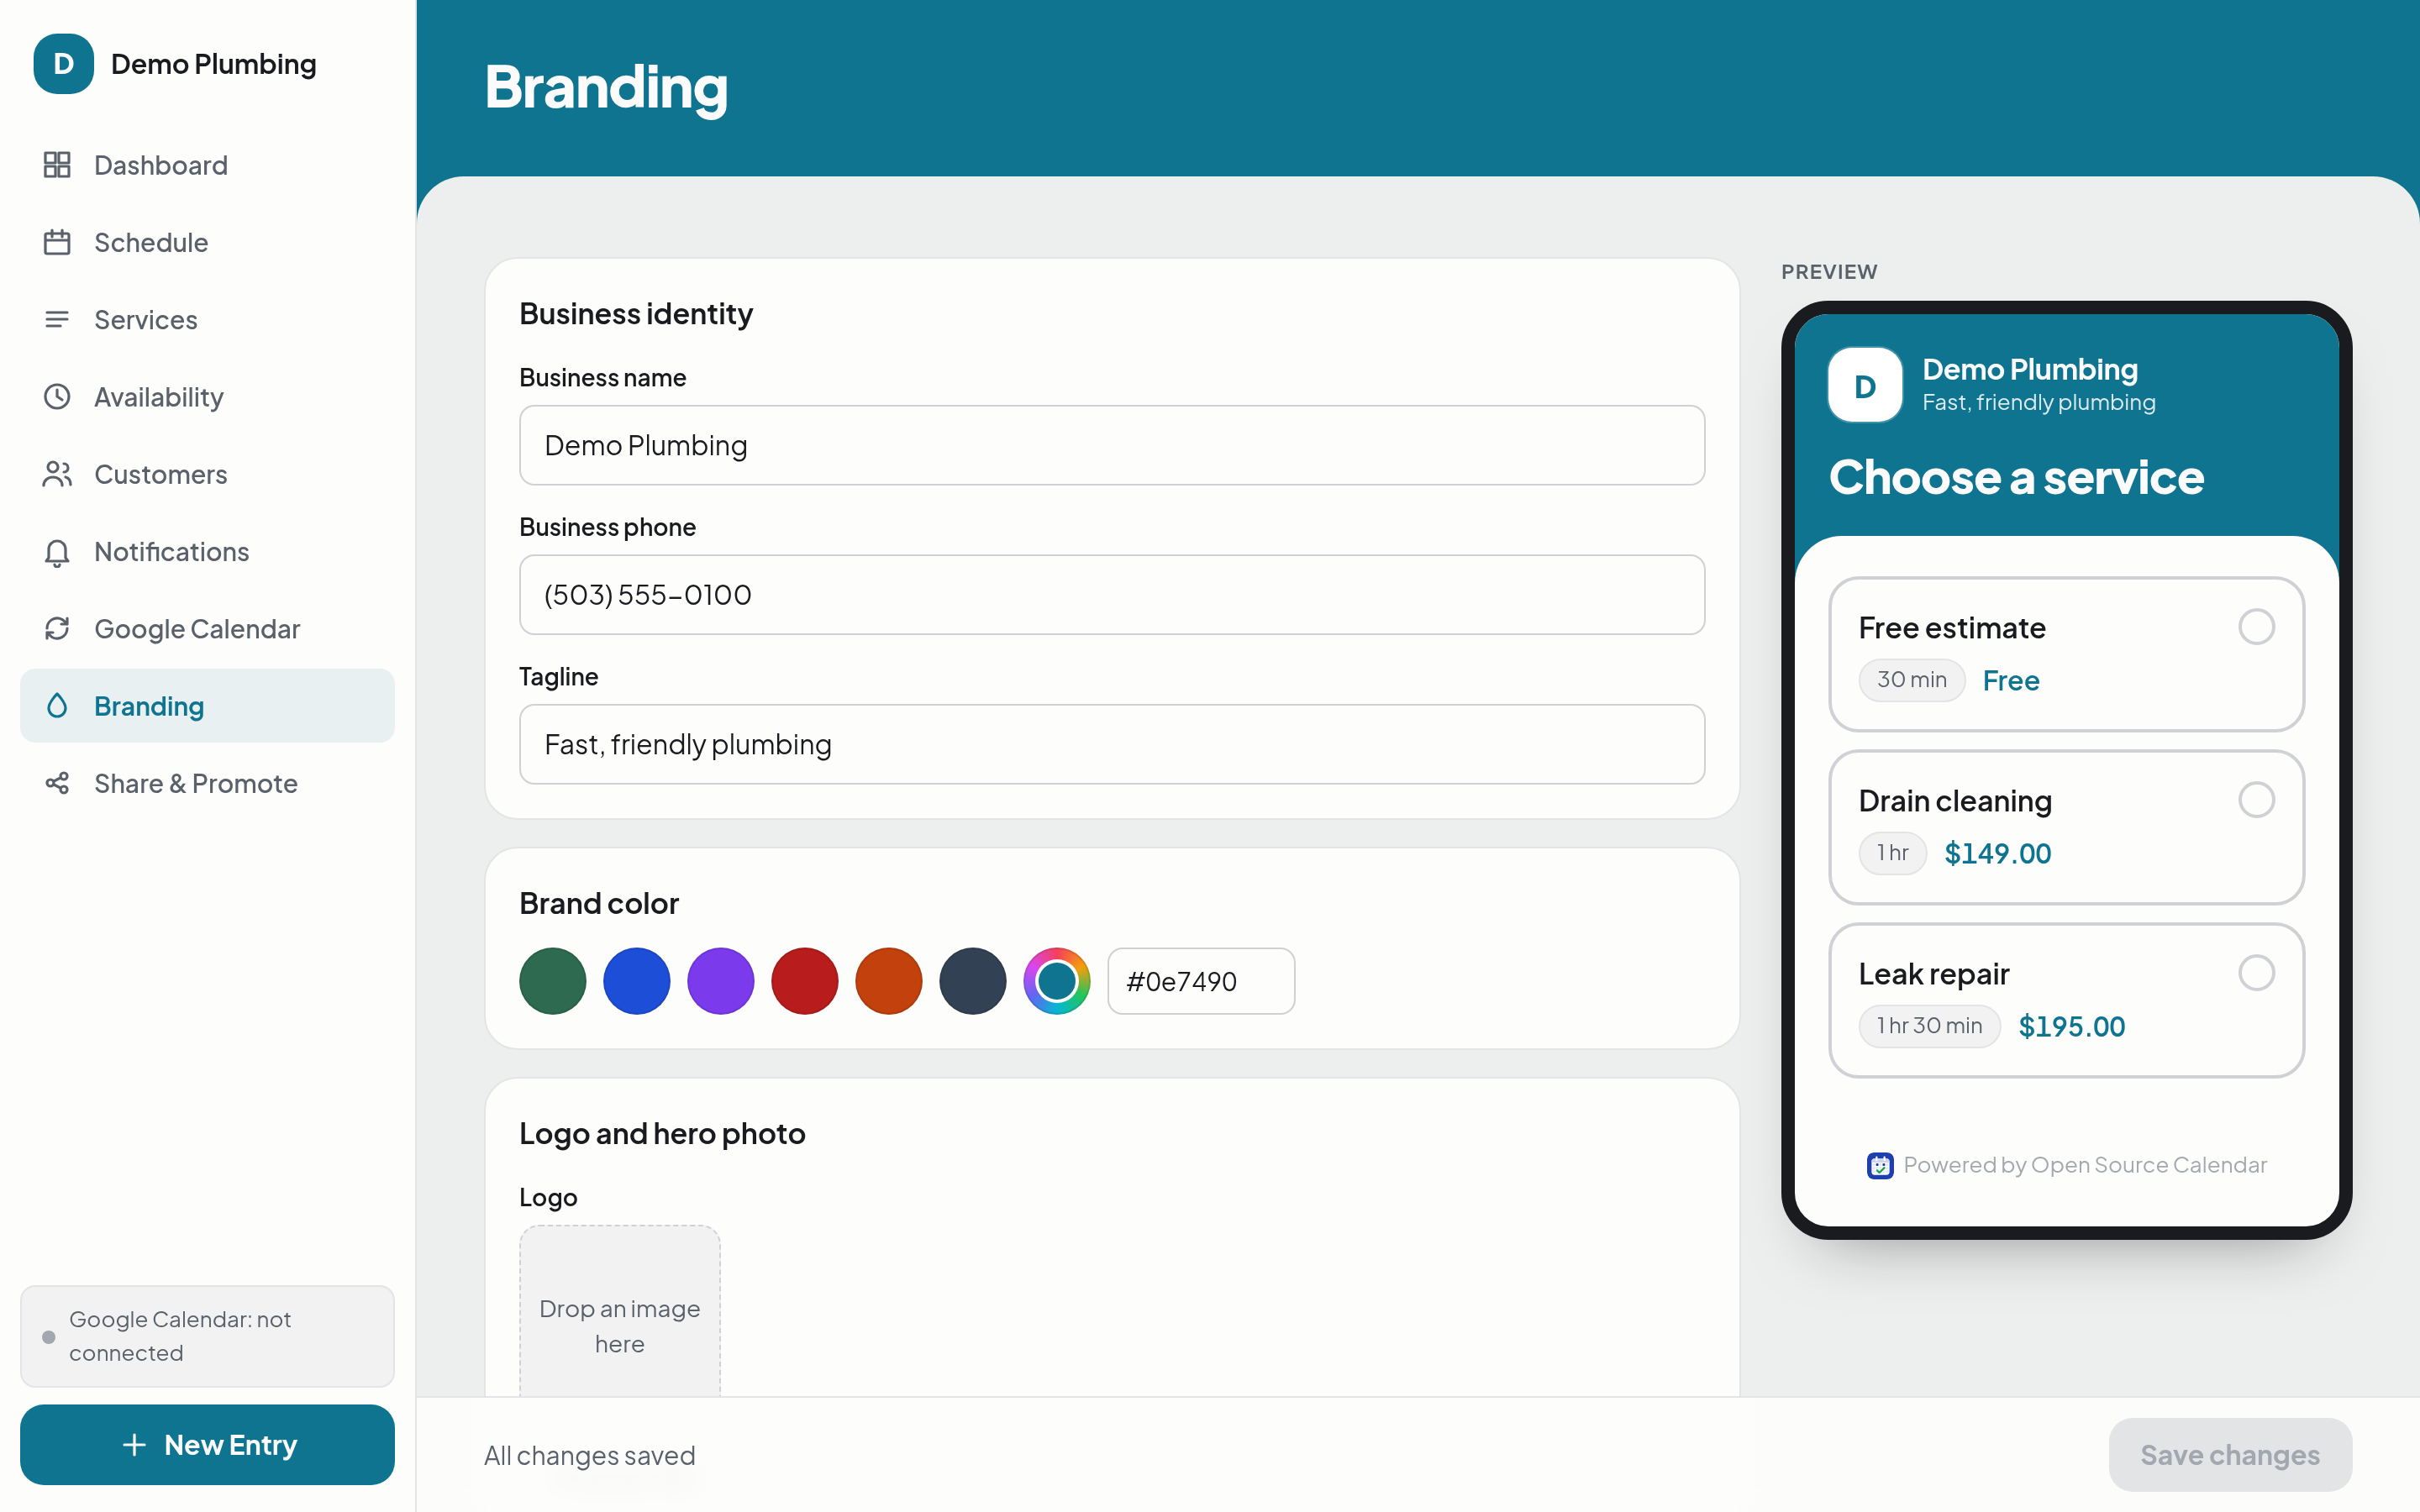 D
Demo Plumbing
Dashboard
Schedule
Services
Availability
Customers
Notifications
Google Calendar
Branding
Share & Promote
Google Calendar: not
connected
New Entry
Branding
Business identity
Business name
Demo Plumbing
Business phone
(503) 555-0100
Tagline
Fast, friendly plumbing
Brand color
#0e7490
Logo and hero photo
Logo
Drop an image
here
All changes saved
Save changes
PREVIEW
D
Demo Plumbing
Fast, friendly plumbing
Choose a service
Free estimate
30 min Free
Drain cleaning
1 hr $149.00
Leak repair
1 hr 30 min $195.00
Powered by Open Source Calendar